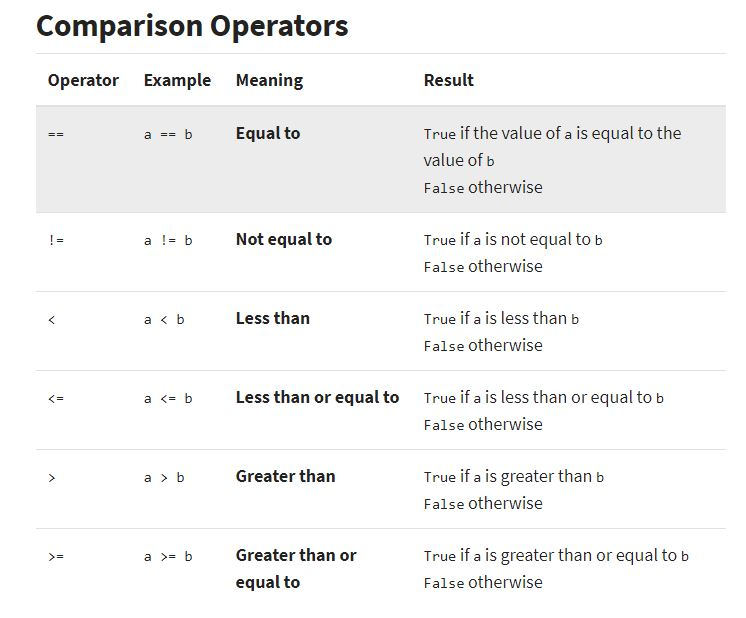 Comparison Operators
Operator Example Meaning Result
== a == b Equal to True if the value of a is equal to the
value of b
False otherwise
!= a != b Not equal to True if a is not equal to b
False otherwise
< a < b Less than True if a is less than b
False otherwise
<= a <= b Less than or equal to True if a is less than or equal to b
False otherwise
> a > b Greater than True if a is greater than b
False otherwise
>= a >= b Greater than or True if a is greater than or equal to b
equal to False otherwise